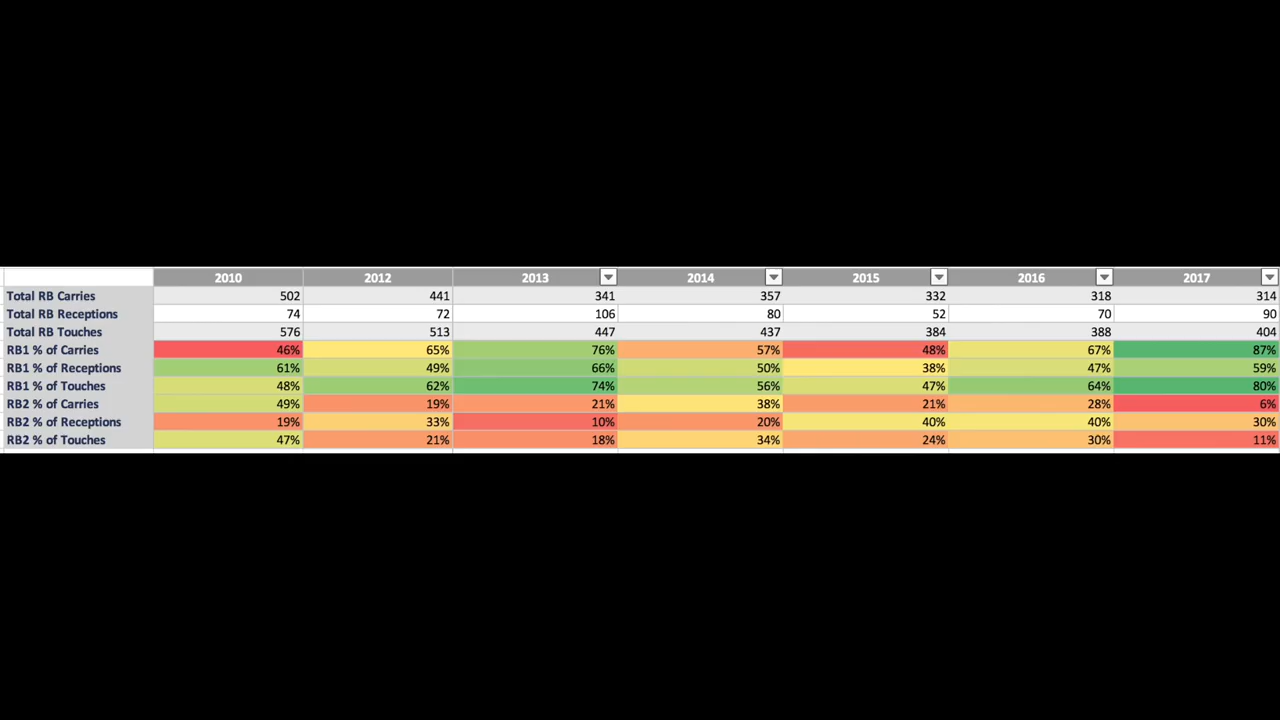 2010 2012 2013 2014 2015 2016 2017
Total RB Carries 502 441 341 357 332 318 314
Total RB Receptions 74 72 106 80 52 70 90
Total RB Touches 576 513 447 437 384 388 404
RB1 % of Carries 46% 65% 76% 57% 48% 67% 87%
RB1 % of Receptions 61% 49% 66% 50% 38% 47% 59%
RB1 % of Touches 48% 62% 74% 56% 47% 64% 80%
RB2 % of Carries 49% 19% 21% 38% 21% 28% 6%
RB2 % of Receptions 19% 33% 10% 20% 40% 40% 30%
RB2 % of Touches 47% 21% 18% 34% 24% 30% 11%